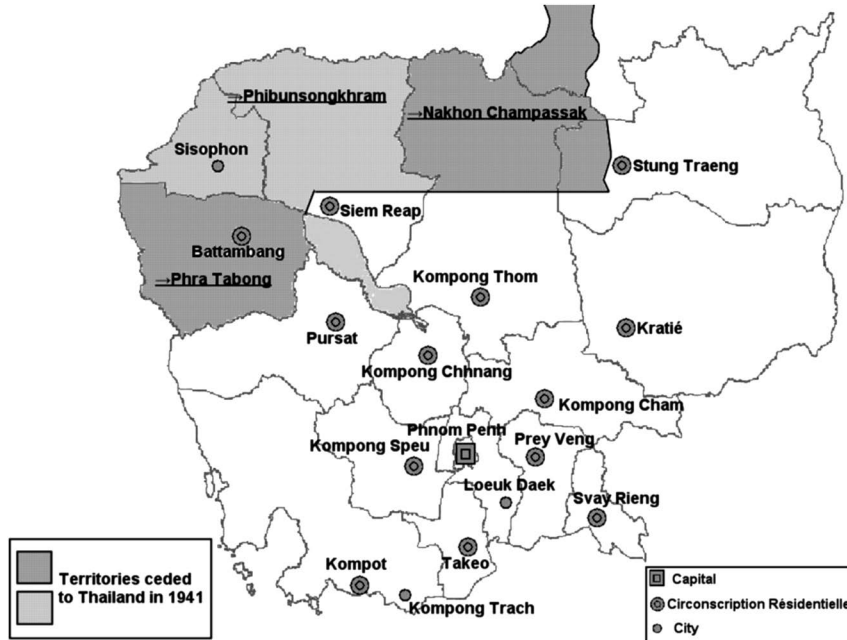 →Phibunsongkhram
→Nakhon Champassak
Sisophon
Stung Traeng
Siem Reap
Battambang
→Phra Tabong
Kompong Thom
Pursat
Kratié
Kompong Chhnang
Kompong Cham
Phnom Penh
Kompong Speu
Prey Veng
Loeuk Daek
Svay Rieng
Takeo
Kompot
Kompong Trach
Territories ceded
to Thailand in 1941
Capital
Circonscription Résidentielle
City